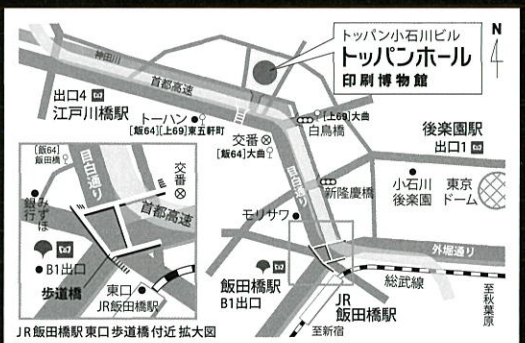 トッパン小石川ビル
トッパンホール
印刷博物館
N
神田川
首都高速
出口4
江戸川橋駅
トーハン
[飯64][上69]東五軒町
交番
[飯64]大曲
[上69]大曲
白鳥橋
後楽園駅
出口1
目白通り
新隆慶橋
小石川
後楽園
東京
ドーム
モリサワ
外堀通り
飯田橋駅
B1出口
総武線
JR
飯田橋駅
至新宿
至秋葉原
[飯64]
飯橋橋
目白通り
交番
みずほ
銀行
首都高速
B1出口
歩道橋
東口
JR飯田橋駅
JR飯田橋駅東口歩道橋付近 拡大図